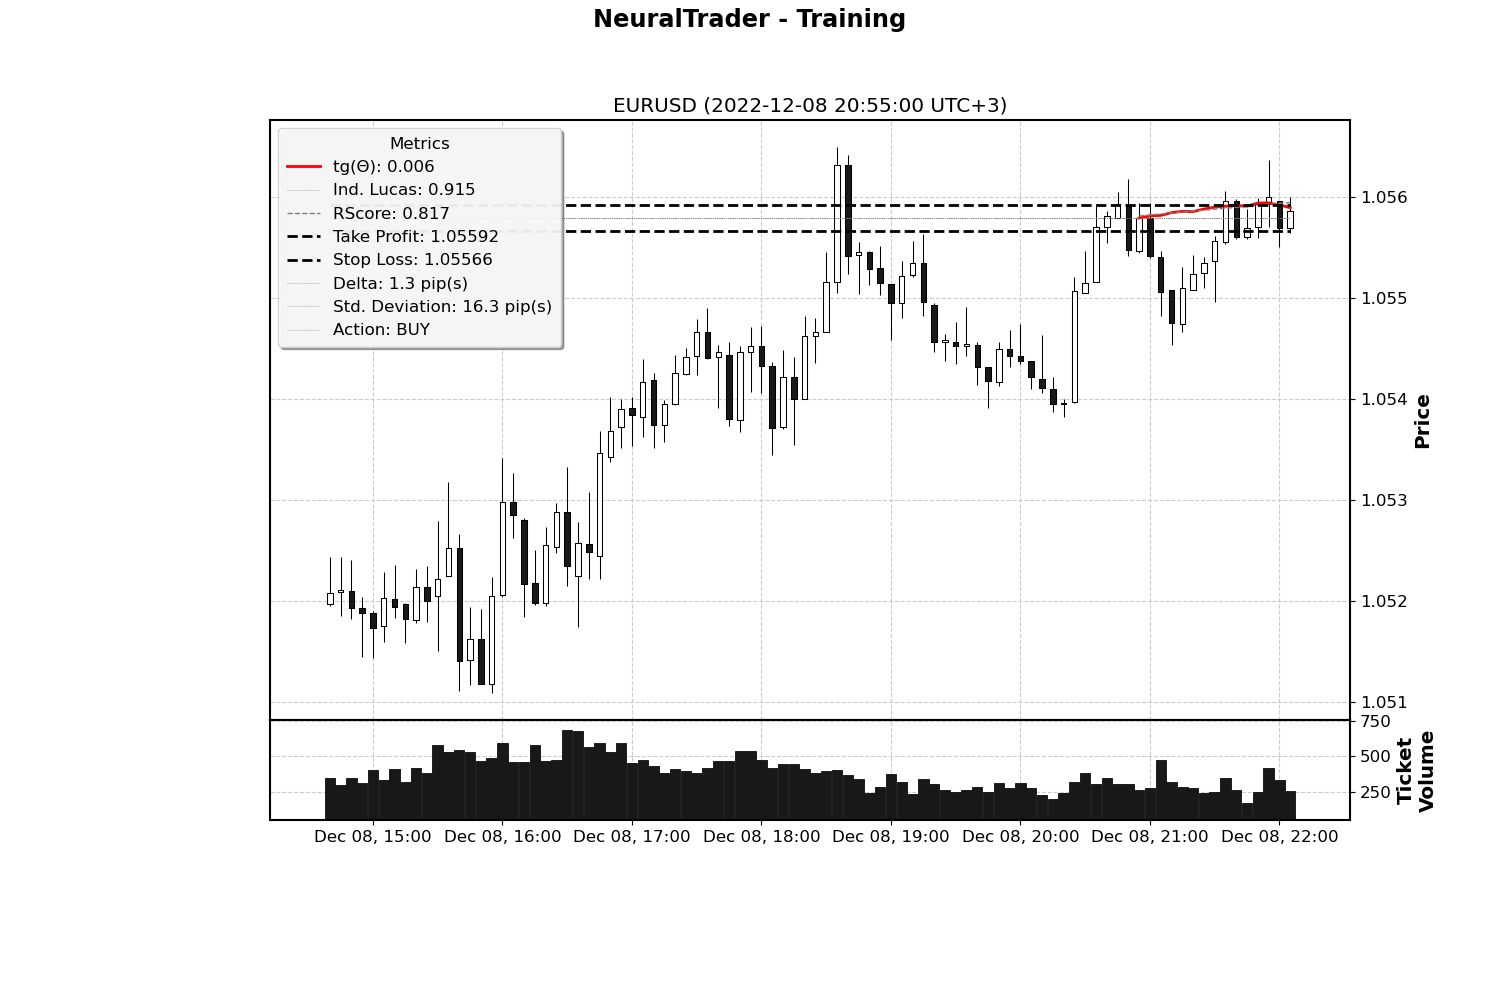 NeuralTrader - Training
EURUSD (2022-12-08 20:55:00 UTC+3)
Metrics
tg(Θ): 0.006
Ind. Lucas: 0.915
RScore: 0.817
Take Profit: 1.05592
Stop Loss: 1.05566
Delta: 1.3 pip(s)
Std. Deviation: 16.3 pip(s)
Action: BUY
1.056
1.055
1.054
1.053
1.052
1.051
Price
750
500
250
Ticket
Volume
Dec 08, 15:00 Dec 08, 16:00 Dec 08, 17:00 Dec 08, 18:00 Dec 08, 19:00 Dec 08, 20:00 Dec 08, 21:00 Dec 08, 22:00